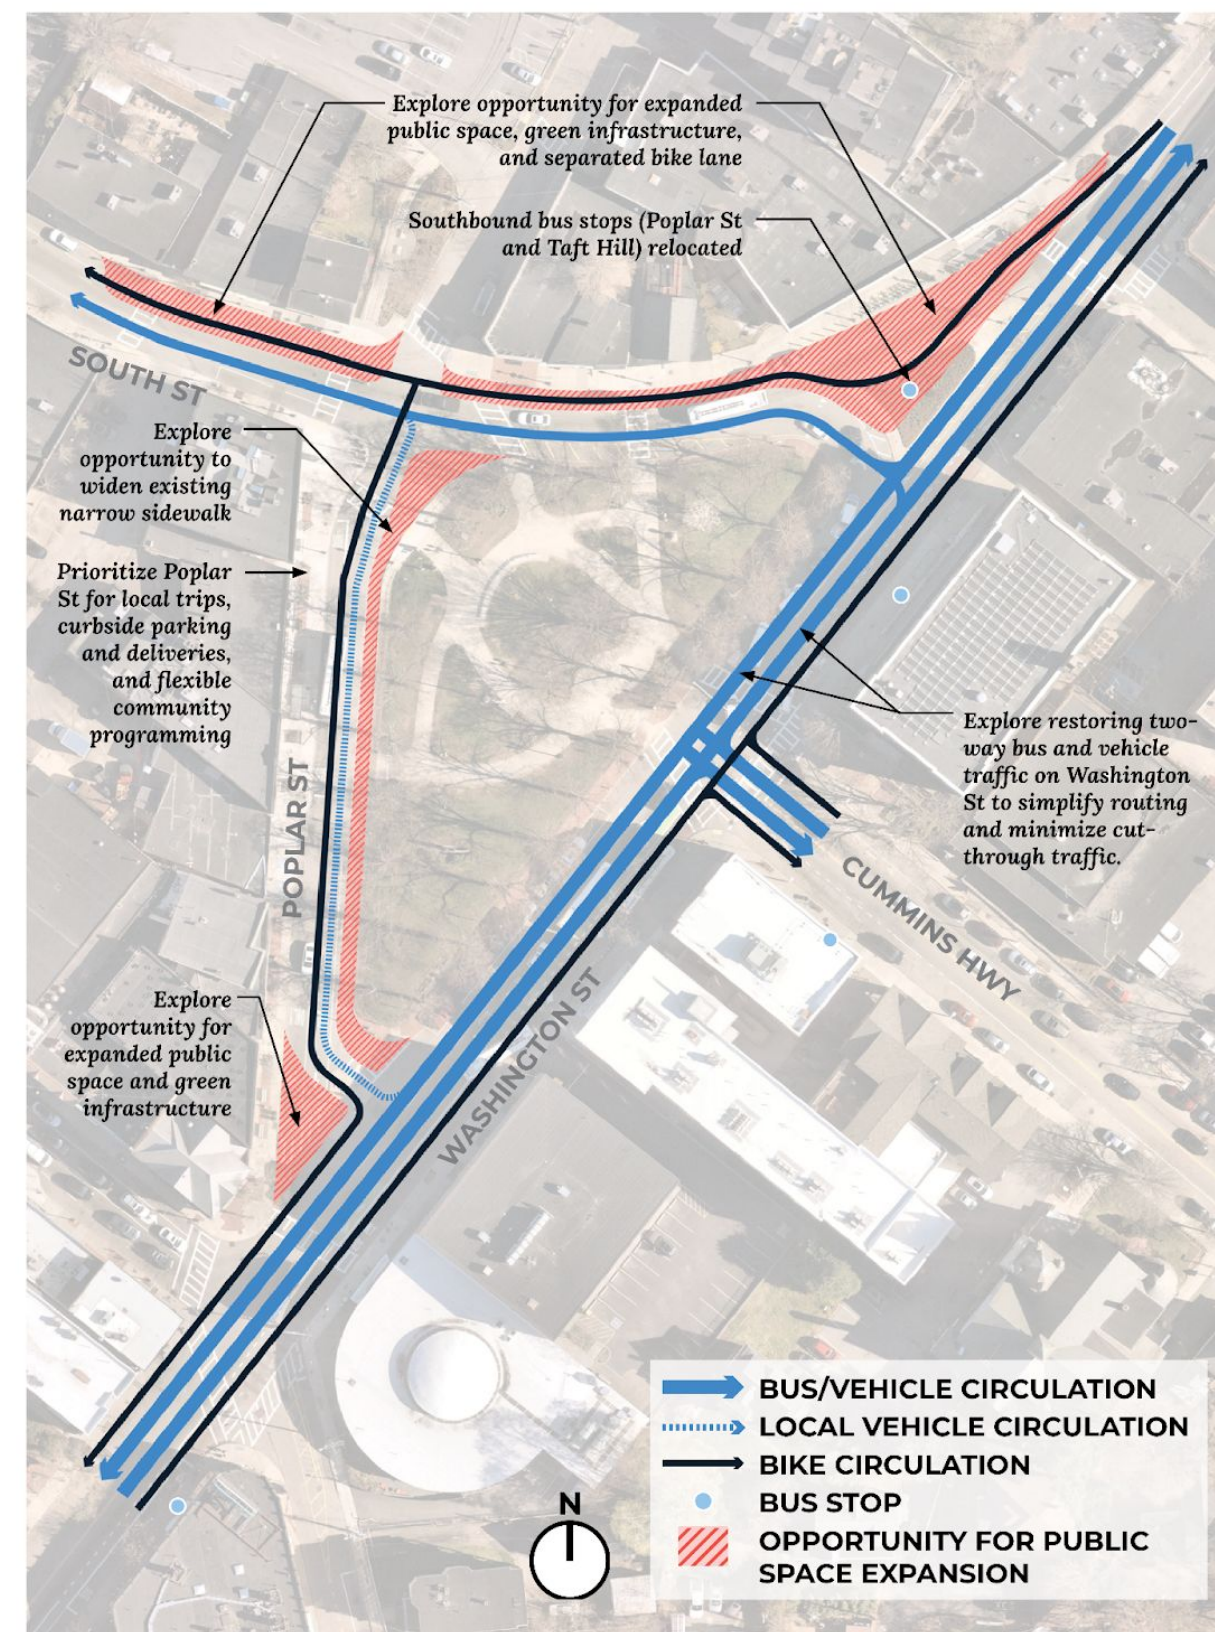 Explore opportunity for expanded
public space, green infrastructure,
and separated bike lane
Southbound bus stops (Poplar St
and Taft Hill) relocated
SOUTH ST
Explore
opportunity to
widen existing
narrow sidewalk
Prioritize Poplar
St for local trips,
curbside parking
and deliveries,
and flexible
community
programming
POPLAR ST
Explore restoring two-
way bus and vehicle
traffic on Washington
St to simplify routing
and minimize cut-
through traffic.
CUMMINS HWY
WASHINGTON ST
Explore
opportunity for
expanded public
space and green
infrastructure
N
BUS/VEHICLE CIRCULATION
LOCAL VEHICLE CIRCULATION
BIKE CIRCULATION
BUS STOP
OPPORTUNITY FOR PUBLIC
SPACE EXPANSION